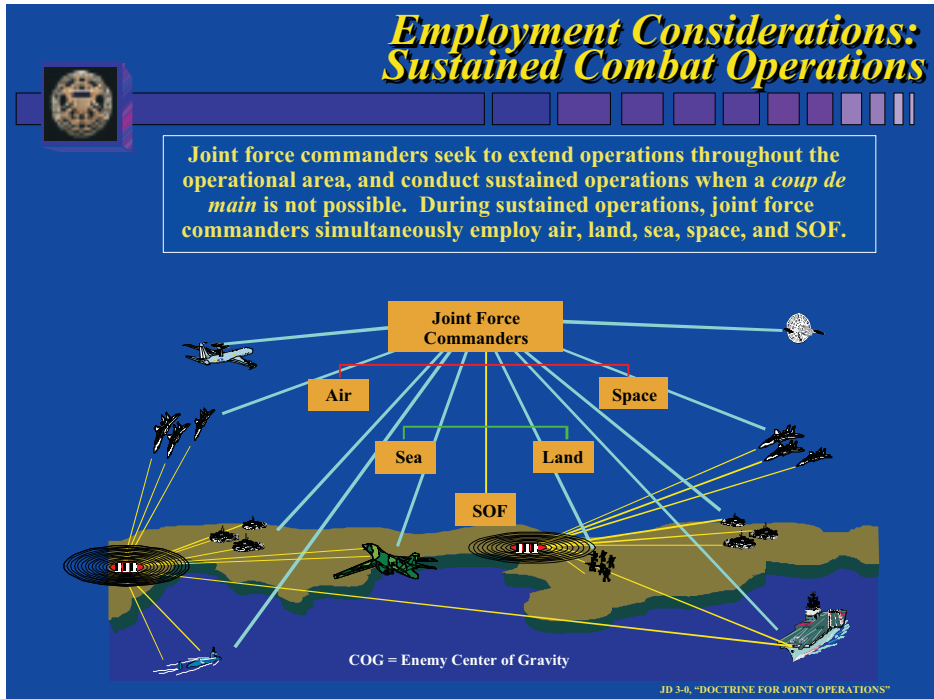 Employment Considerations:
Sustained Combat Operations
Joint force commanders seek to extend operations throughout the
operational area, and conduct sustained operations when a coup de
main is not possible. During sustained operations, joint force
commanders simultaneously employ air, land, sea, space, and SOF.
Joint Force
Commanders
Air
Space
Sea
Land
SOF
COG = Enemy Center of Gravity
JD 3-0, “DOCTRINE FOR JOINT OPERATIONS”